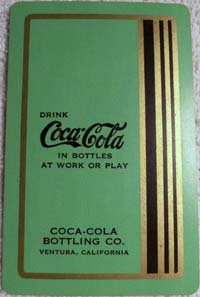 DRINK
Coca-Cola
IN BOTTLES
AT WORK OR PLAY
COCA-COLA
BOTTLING CO.
VENTURA, CALIFORNIA